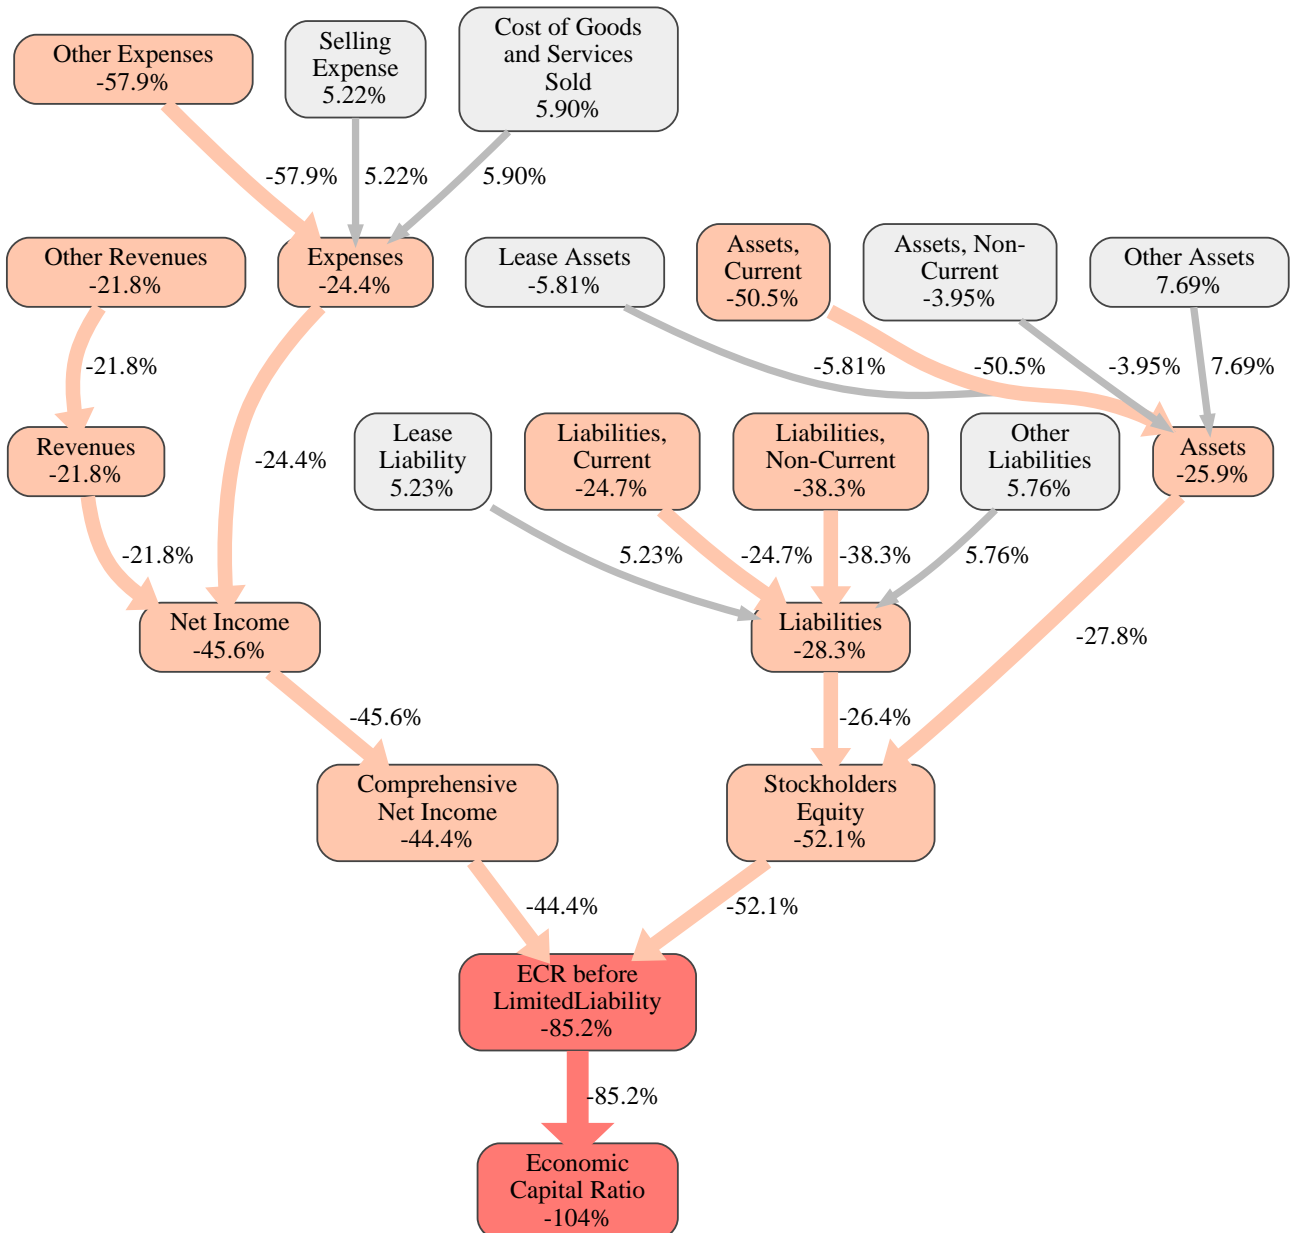 Other Expenses
-57.9%
Selling
Expense
5.22%
Cost of Goods
and Services
Sold
5.90%
-57.9%
5.22%
5.90%
Other Revenues
-21.8%
Expenses
-24.4%
Lease Assets
-5.81%
Assets,
Current
-50.5%
Assets, Non-
Current
-3.95%
Other Assets
7.69%
-21.8%
-5.81%
-50.5%
-3.95%
7.69%
Revenues
-21.8%
-24.4%
Lease
Liability
5.23%
Liabilities,
Current
-24.7%
Liabilities,
Non-Current
-38.3%
Other
Liabilities
5.76%
Assets
-25.9%
-21.8%
5.23%
-24.7%
-38.3%
5.76%
Net Income
-45.6%
Liabilities
-28.3%
-27.8%
-45.6%
-26.4%
Comprehensive
Net Income
-44.4%
Stockholders
Equity
-52.1%
-44.4%
-52.1%
ECR before
LimitedLiability
-85.2%
-85.2%
Economic
Capital Ratio
-104%